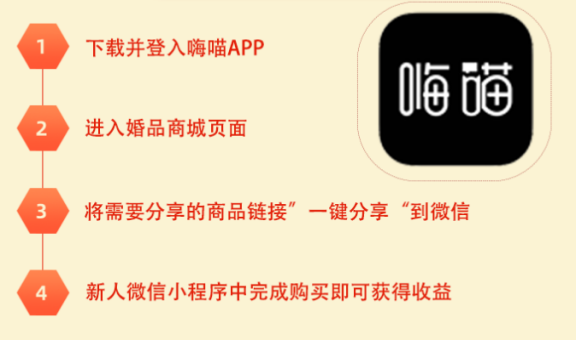 1 下载并登入嗨喵APP
嗨喵
2 进入婚品商城页面
3 将需要分享的商品链接”一键分享“到微信
4 新人微信小程序中完成购买即可获得收益